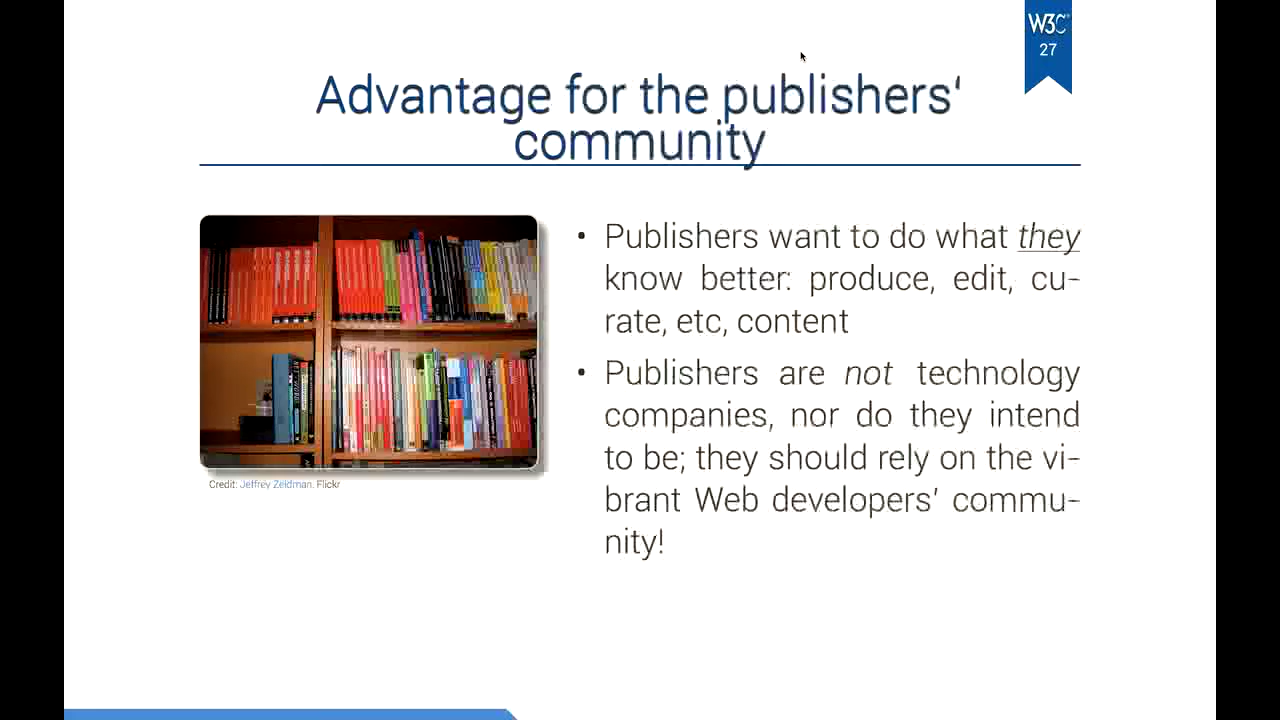 W3C
27
Advantage for the publishers‘
community
• Publishers want to do what they
know better: produce, edit, cu-
rate, etc, content
• Publishers are not technology
companies, nor do they intend
to be; they should rely on the vi-
brant Web developers’ commu-
nity!
Credit: Jeffrey Zeldman, Flickr